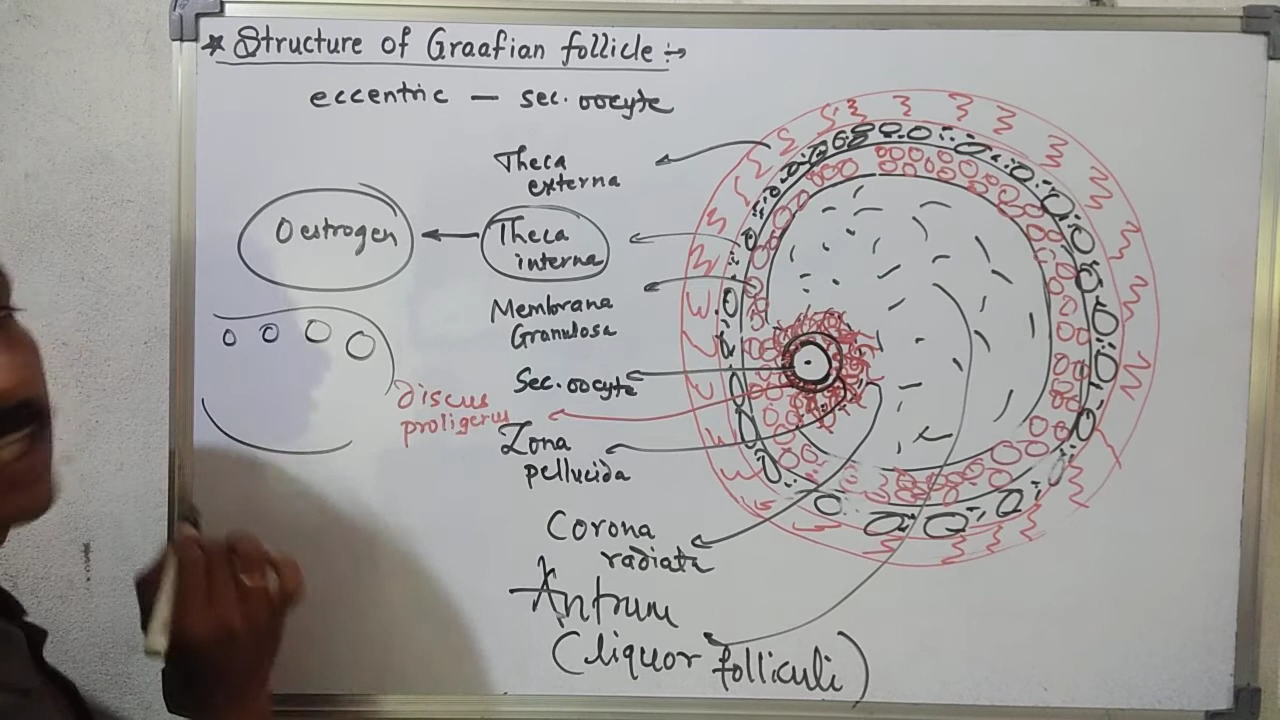 * Structure of Graafian follicle :→
eccentric — sec. oocyte
Theca
externa
Oestrogen
Theca
interna
Membrana
Granulosa
Sec. oocyte
discus
proligerus
Zona
pellucida
Corona
radiata
Antrum
(liquor folliculi)